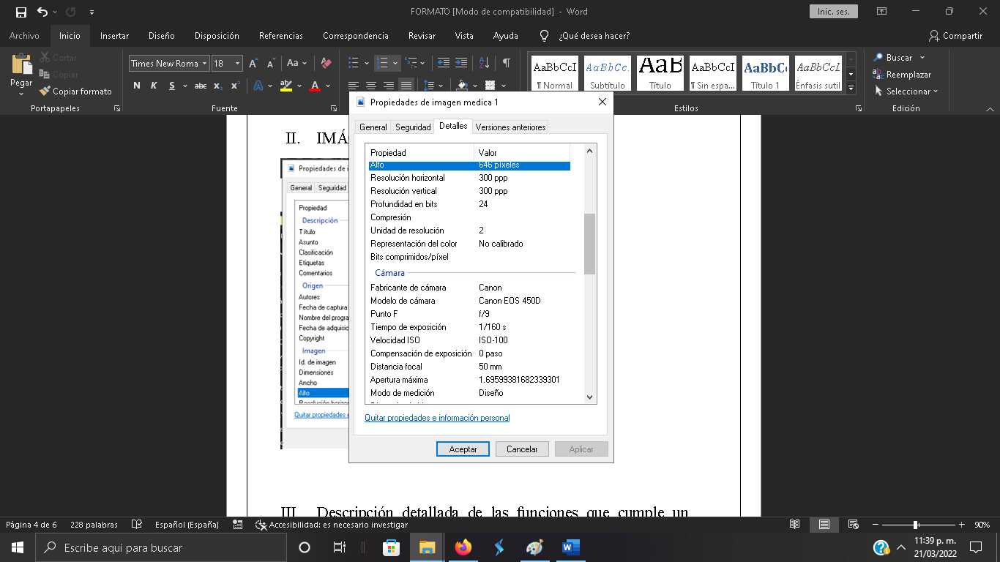 FORMATO [Modo de compatibilidad] - Word
Inic. ses.
Archivo Inicio Insertar Diseño Disposición Referencias Correspondencia Revisar Vista Ayuda ¿Qué desea hacer? Compartir
Pegar
Cortar
Copiar
Copiar formato
Portapapeles
Times New Roma 18
Aa
N K S abc x₂ x²
Fuente
AaBbCcI AaBbCc. AaB AaBbCcI AaBbC AaBbCcL
¶ Normal Subtítulo Título ¶ Sin espa... Título 1 Énfasis sutil
Estilos
Buscar
Reemplazar
Seleccionar
Edición
II.
Propiedades de i
General Seguridad
Propiedad
Descripción
Título
Asunto
Clasificación
Etiquetas
Comentarios
Origen
Autores
Fecha de captura
Nombre del progra
Fecha de adquisic
Copyright
Imagen
Id. de imagen
Dimensiones
Ancho
Alto
Quitar propiedades e
Propiedades de imagen medica 1
General Seguridad Detalles Versiones anteriores
Propiedad Valor
Alto 646 píxeles
Resolución horizontal 300 ppp
Resolución vertical 300 ppp
Profundidad en bits 24
Compresión
Unidad de resolución 2
Representación del color No calibrado
Bits comprimidos/píxel
Cámara
Fabricante de cámara Canon
Modelo de cámara Canon EOS 450D
Punto F f/9
Tiempo de exposición 1/160 s
Velocidad ISO ISO-100
Compensación de exposición 0 paso
Distancia focal 50 mm
Apertura máxima 1.69599381682339301
Modo de medición Diseño
Quitar propiedades e información personal
Aceptar Cancelar Aplicar
III. Descripción detallada de las funciones que cumple un
Página 4 de 6 228 palabras Español (España) Accesibilidad: es necesario investigar 90%
Escribe aquí para buscar
11:39 p. m.
21/03/2022